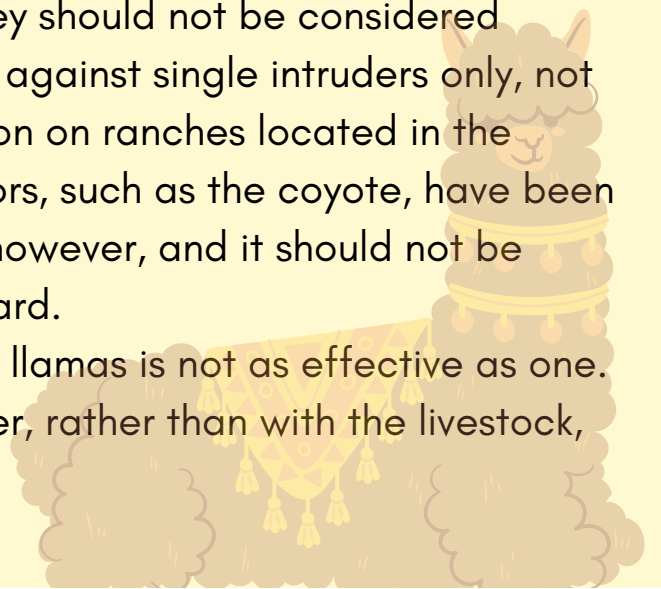 ey should not be considered
against single intruders only, not
on on ranches located in the
ors, such as the coyote, have been
however, and it should not be
ard.
llamas is not as effective as one.
er, rather than with the livestock,